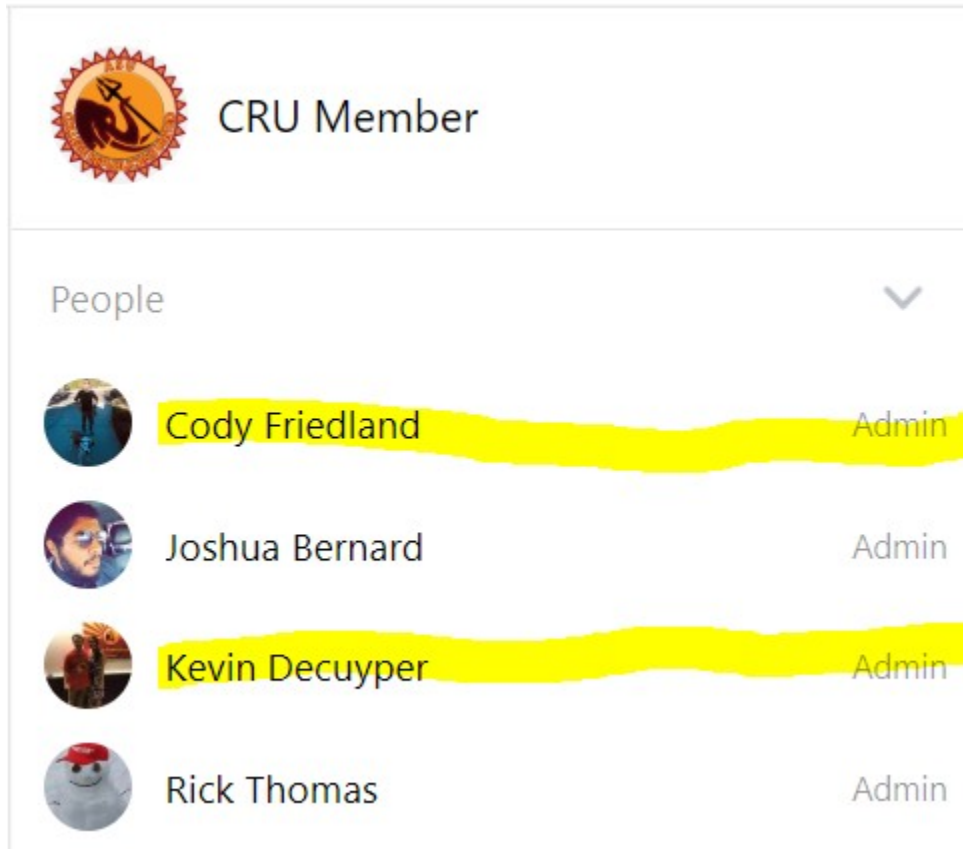 CRU Member
People
Cody Friedland Admin
Joshua Bernard Admin
Kevin Decuyper Admin
Rick Thomas Admin